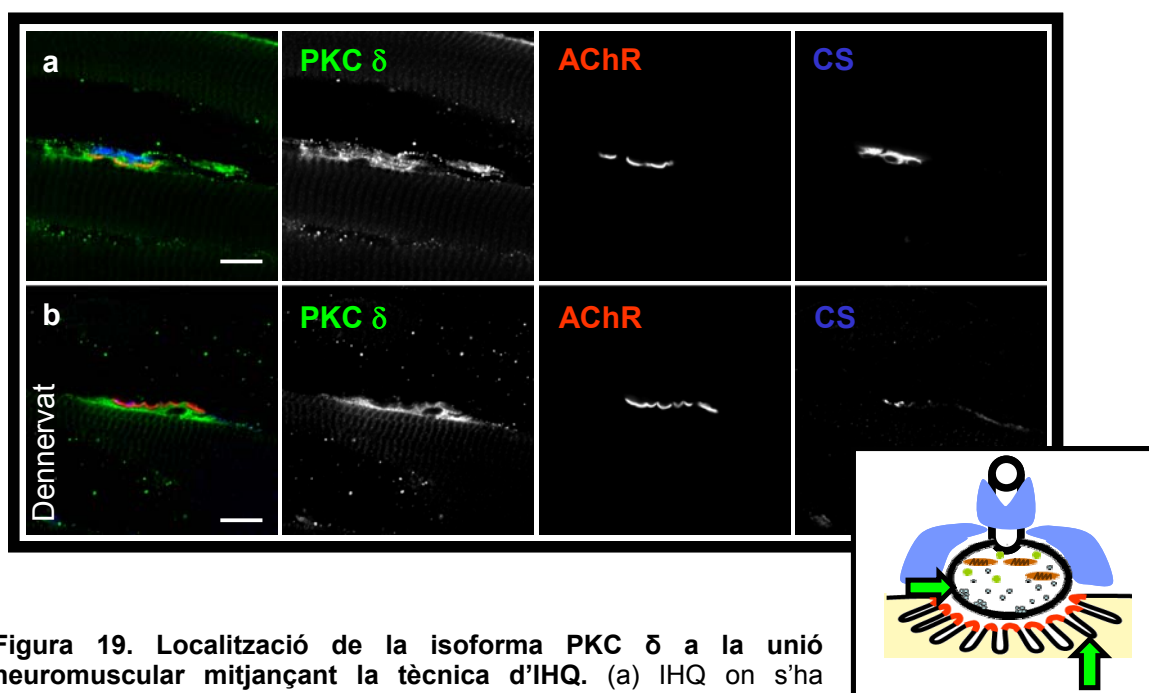 a
PKC δ
AChR
CS
b
PKC δ
AChR
CS
Dennervat
Figura 19. Localització de la isoforma PKC δ a la unió
neuromuscular mitjançant la tècnica d'IHQ. (a) IHQ on s'ha